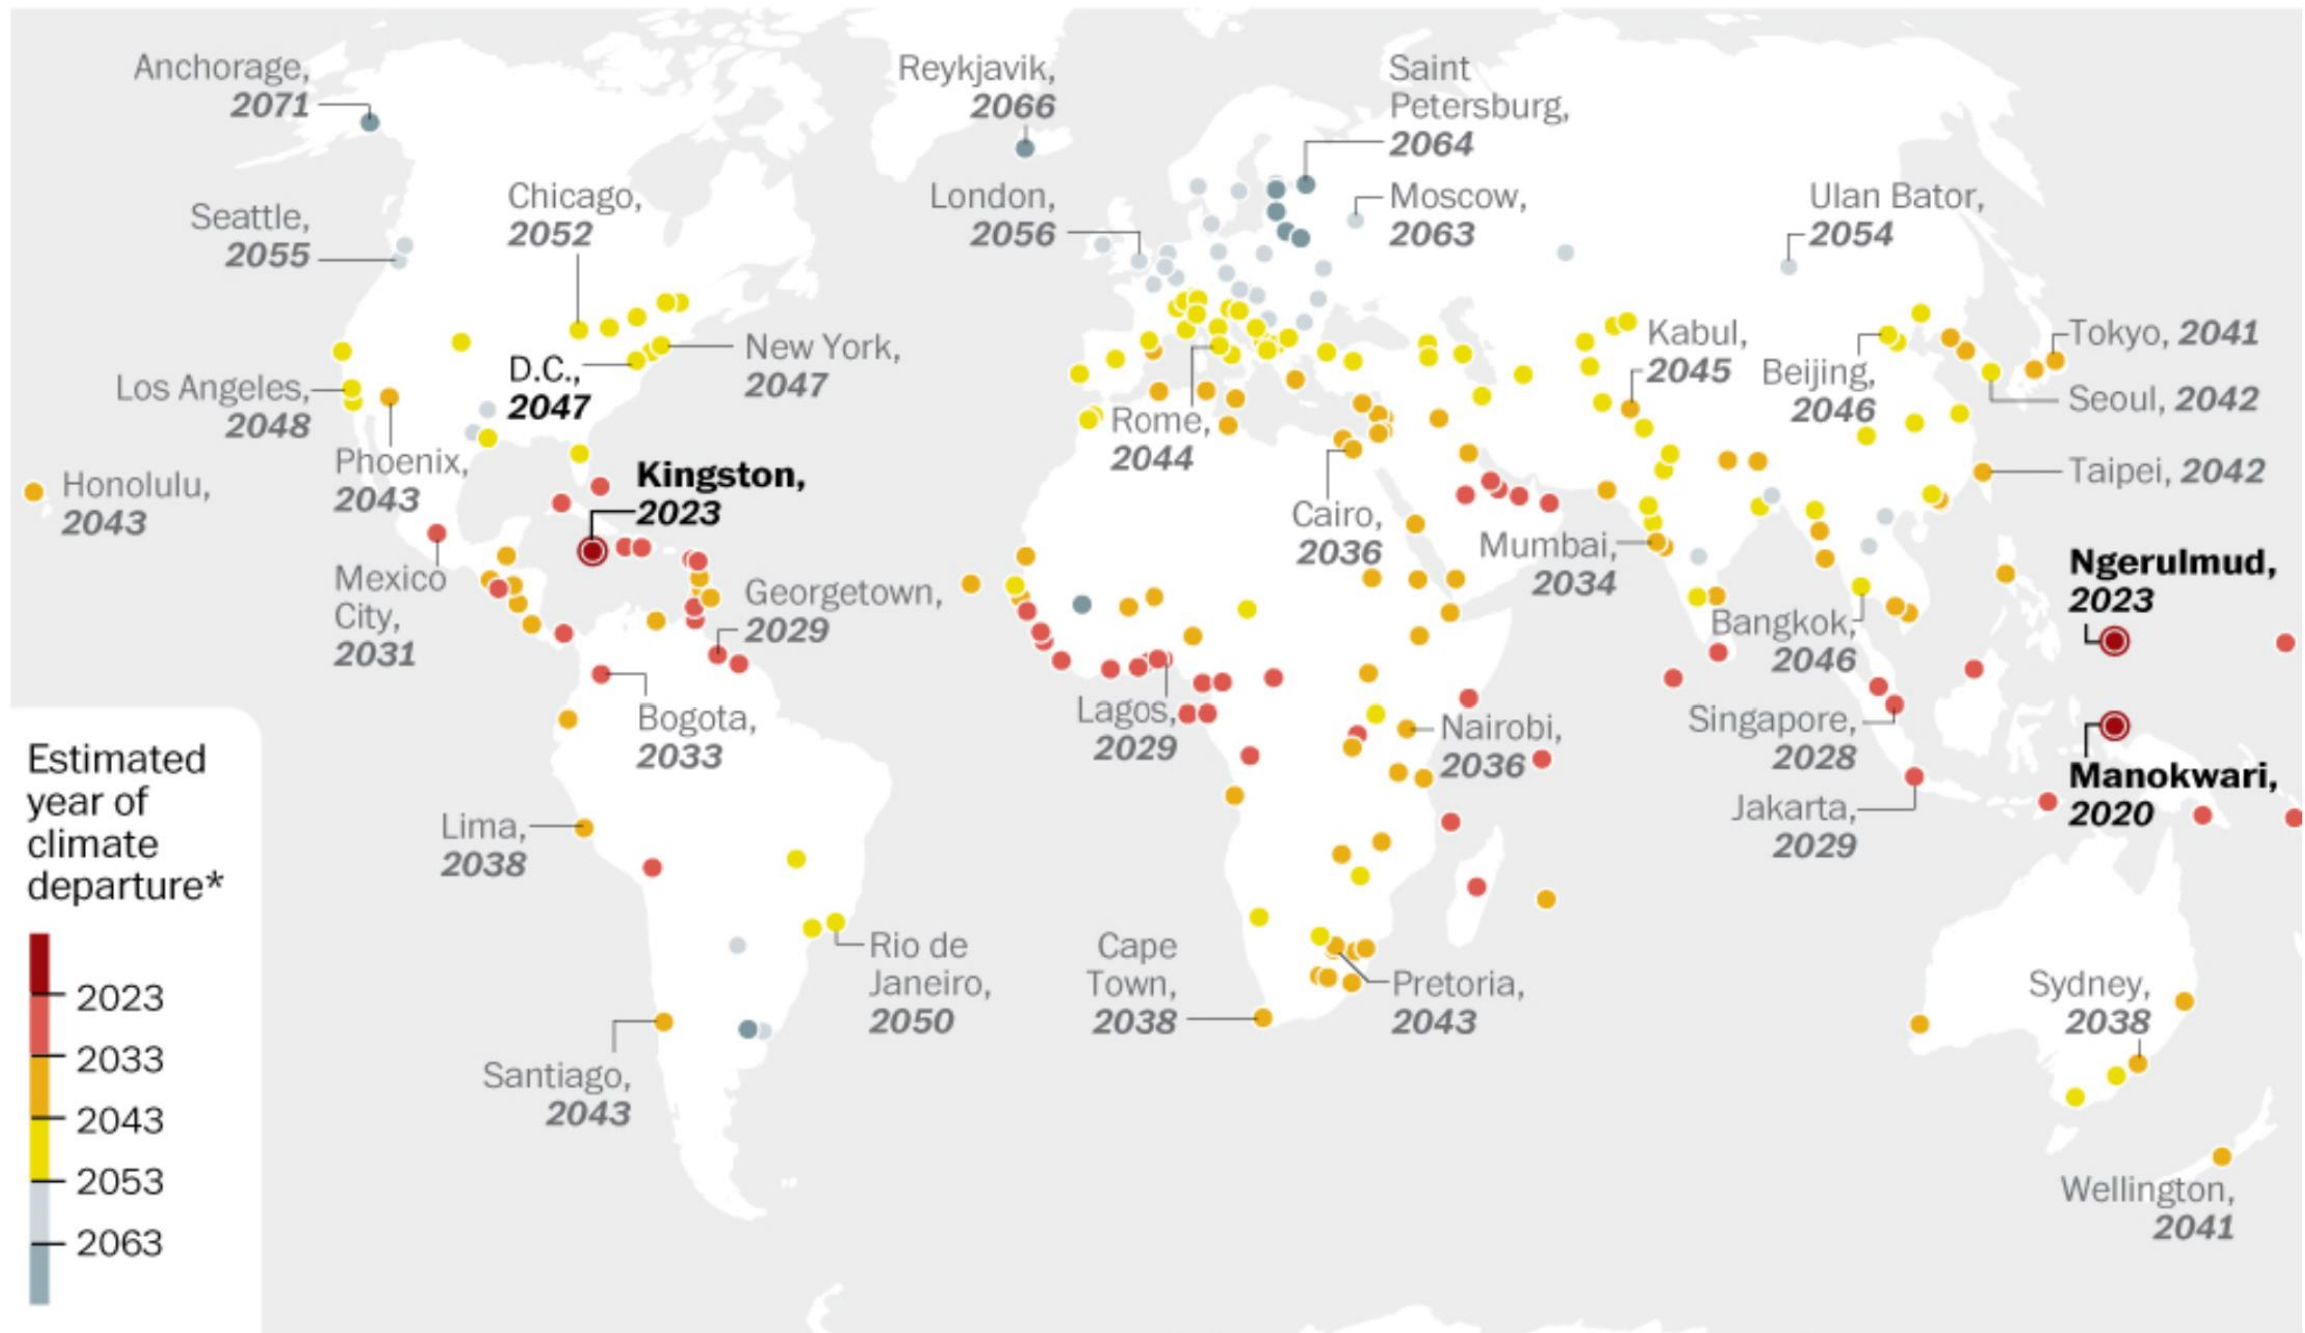 Anchorage,
2071
Reykjavik,
2066
Saint
Petersburg,
2064
Seattle,
2055
Chicago,
2052
London,
2056
Moscow,
2063
Ulan Bator,
2054
Los Angeles,
2048
D.C.,
2047
New York,
2047
Rome,
2044
Kabul,
2045
Beijing,
2046
Tokyo, 2041
Seoul, 2042
Taipei, 2042
Honolulu,
2043
Phoenix,
2043
Kingston,
2023
Cairo,
2036
Mumbai,
2034
Ngerulmud,
2023
Mexico
City,
2031
Georgetown,
2029
Bangkok,
2046
Bogota,
2033
Lagos,
2029
Nairobi,
2036
Singapore,
2028
Manokwari,
2020
Jakarta,
2029
Lima,
2038
Rio de
Janeiro,
2050
Cape
Town,
2038
Pretoria,
2043
Sydney,
2038
Santiago,
2043
Wellington,
2041
Estimated
year of
climate
departure*
2023
2033
2043
2053
2063